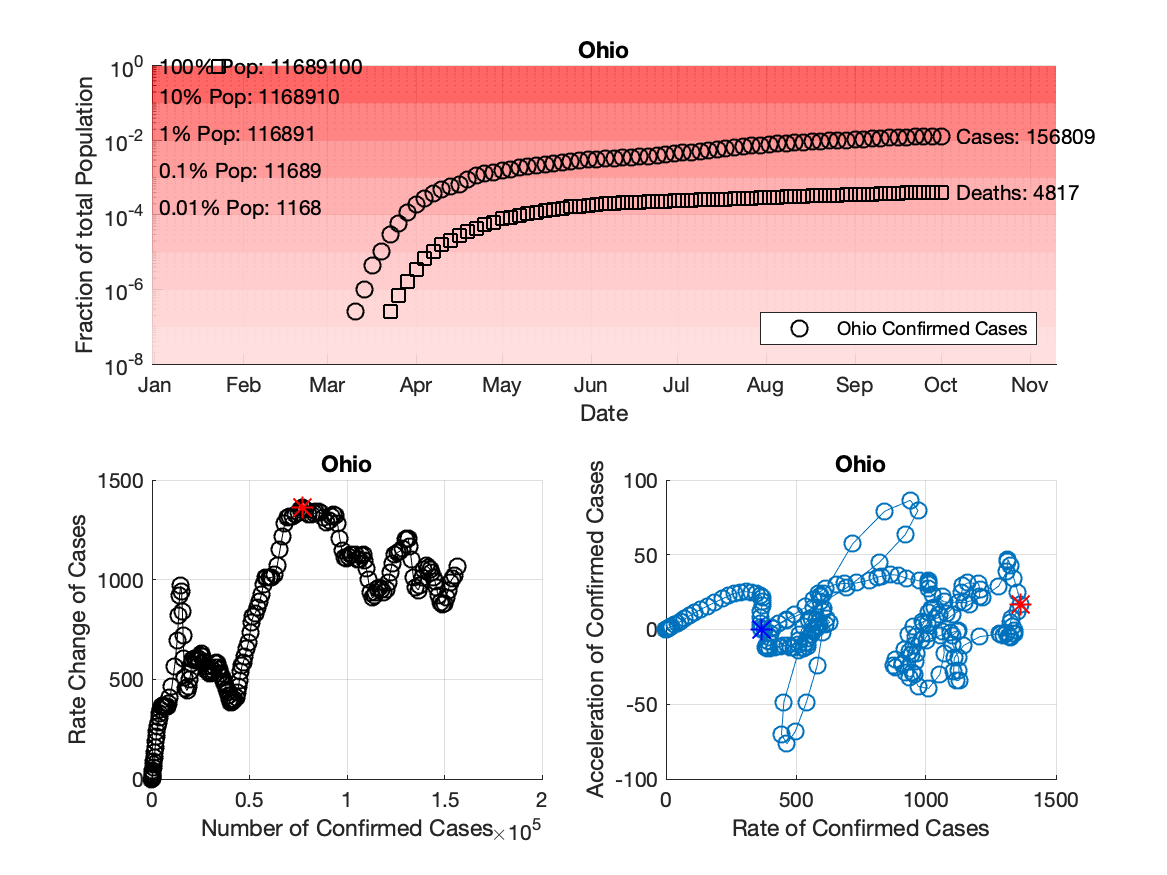 Ohio
Fraction of total Population
10^0
10^-2
10^-4
10^-6
10^-8
100% Pop: 11689100
10% Pop: 1168910
1% Pop: 116891
0.1% Pop: 11689
0.01% Pop: 1168
Cases: 156809
Deaths: 4817
Ohio Confirmed Cases
Jan Feb Mar Apr May Jun Jul Aug Sep Oct Nov
Date
Ohio
Rate Change of Cases
1500
1000
500
0
0 0.5 1 1.5 2
Number of Confirmed Cases ×10^5
Ohio
Acceleration of Confirmed Cases
100
50
0
-50
-100
0 500 1000 1500
Rate of Confirmed Cases